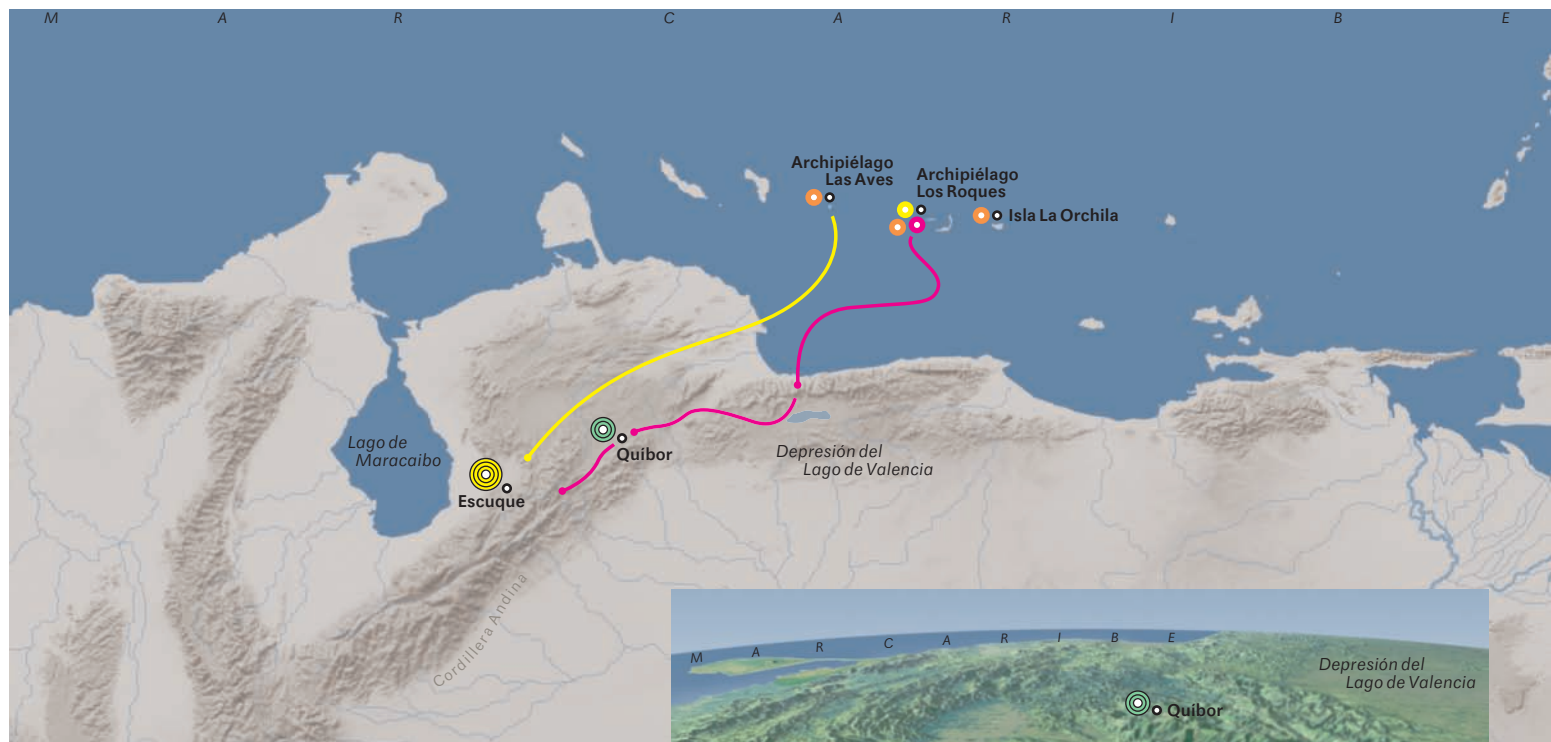 M A R C A R I B E
Archipiélago
Las Aves
Archipiélago
Los Roques
Isla La Orchila
Lago de
Maracaibo
Quíbor
Escuque
Depresión del
Lago de Valencia
Cordillera Andina
M A R C A R I B E
Depresión del
Lago de Valencia
Quíbor